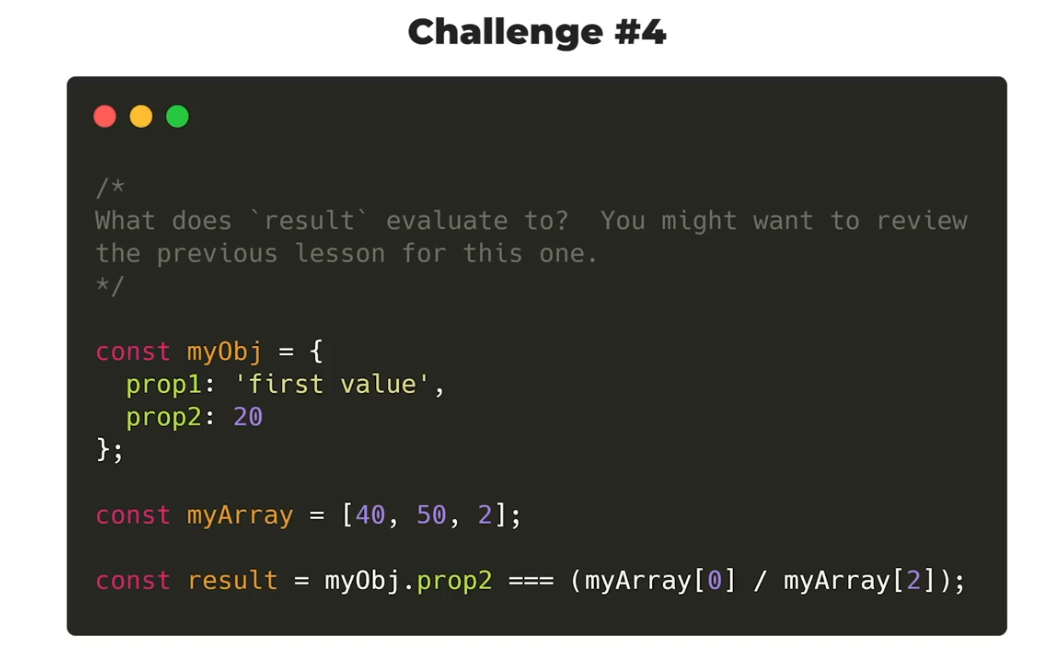 Challenge #4
/*
What does `result` evaluate to?  You might want to review
the previous lesson for this one.
*/
const myObj = {
  prop1: 'first value',
  prop2: 20
};
const myArray = [40, 50, 2];
const result = myObj.prop2 === (myArray[0] / myArray[2]);